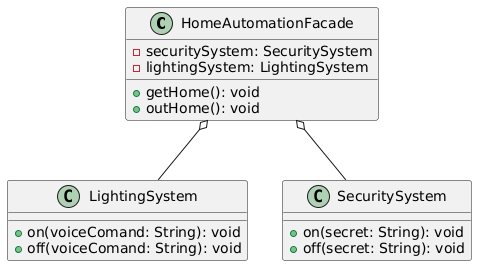 C HomeAutomationFacade
securitySystem: SecuritySystem
lightingSystem: LightingSystem
getHome(): void
outHome(): void
C LightingSystem
on(voiceComand: String): void
off(voiceComand: String): void
C SecuritySystem
on(secret: String): void
off(secret: String): void